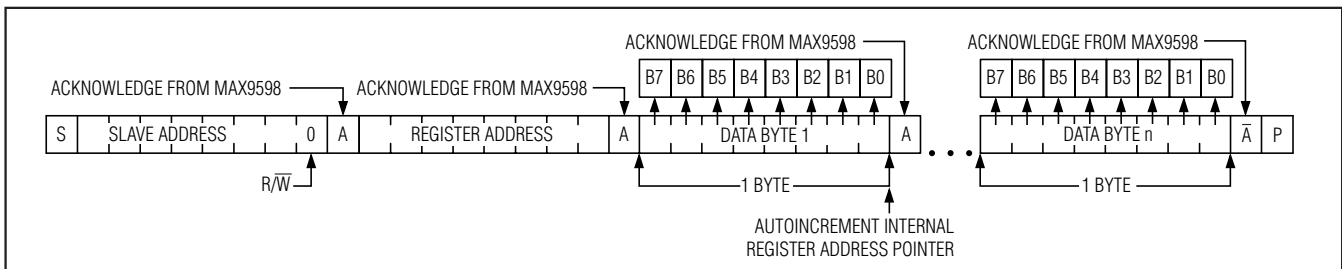 ACKNOWLEDGE FROM MAX9598 ACKNOWLEDGE FROM MAX9598
B7 B6 B5 B4 B3 B2 B1 B0 B7 B6 B5 B4 B3 B2 B1 B0
ACKNOWLEDGE FROM MAX9598 ACKNOWLEDGE FROM MAX9598
S SLAVE ADDRESS 0 A REGISTER ADDRESS A DATA BYTE 1 A • • • DATA BYTE n A̅ P
R/W̅ 1 BYTE 1 BYTE
AUTOINCREMENT INTERNAL
REGISTER ADDRESS POINTER